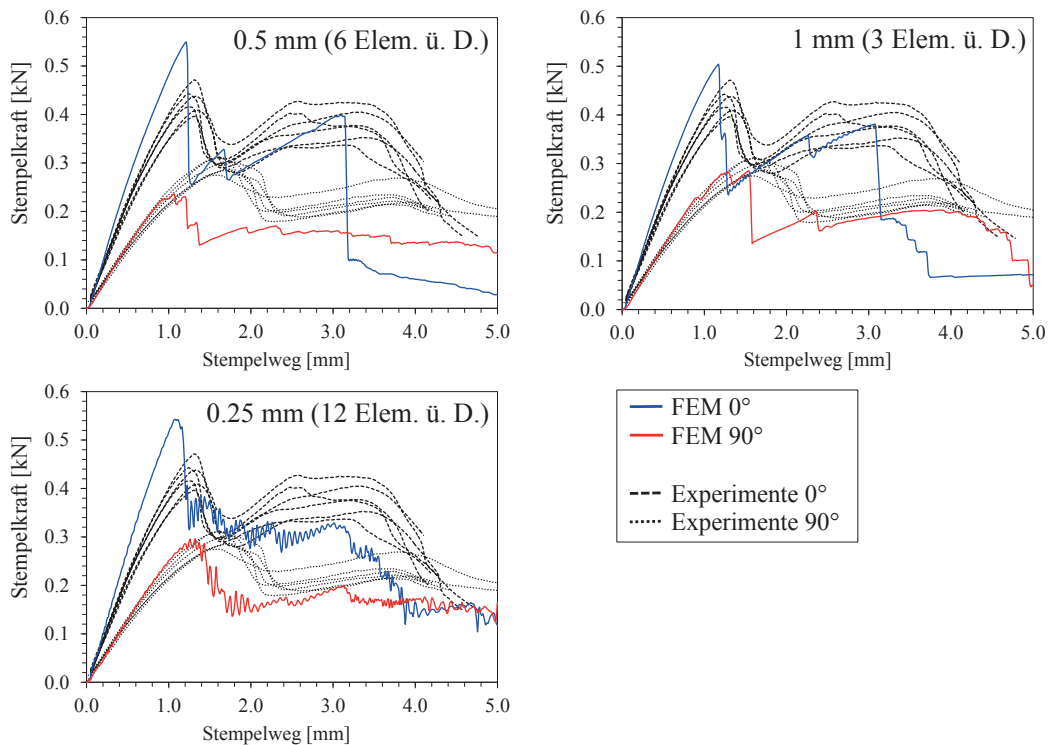 0.5 mm (6 Elem. ü. D.)
Stempelkraft [kN]
0.6
0.5
0.4
0.3
0.2
0.1
0.0
0.0 1.0 2.0 3.0 4.0 5.0
Stempelweg [mm]
1 mm (3 Elem. ü. D.)
Stempelkraft [kN]
0.6
0.5
0.4
0.3
0.2
0.1
0.0
0.0 1.0 2.0 3.0 4.0 5.0
Stempelweg [mm]
0.25 mm (12 Elem. ü. D.)
Stempelkraft [kN]
0.6
0.5
0.4
0.3
0.2
0.1
0.0
0.0 1.0 2.0 3.0 4.0 5.0
Stempelweg [mm]
FEM 0°
FEM 90°
Experimente 0°
Experimente 90°